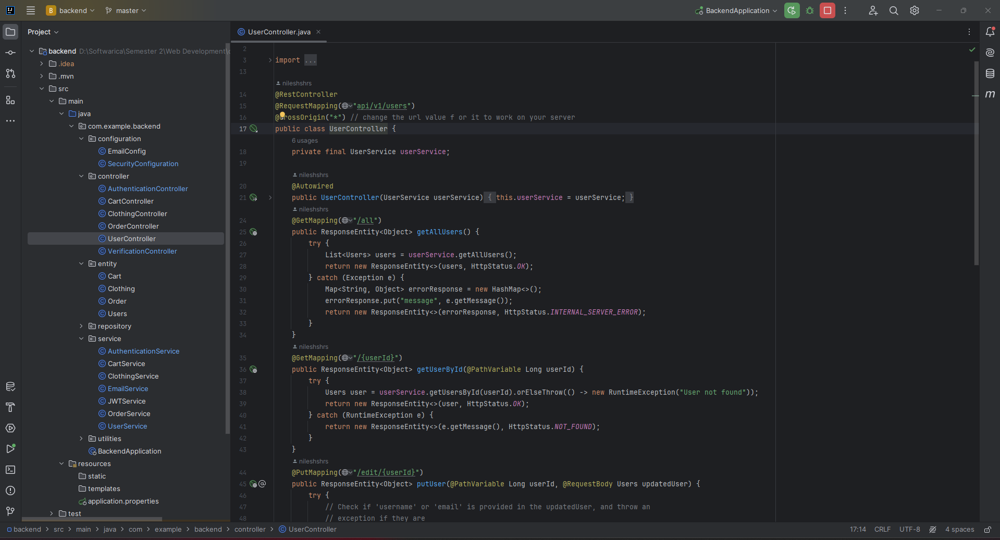 B backend master BackendApplication
Project
backend D:\Softwarica\Semester 2\Web Development\
.idea
.mvn
src
main
java
com.example.backend
configuration
EmailConfig
SecurityConfiguration
controller
AuthenticationController
CartController
ClothingController
OrderController
UserController
VerificationController
entity
Cart
Clothing
Order
Users
repository
service
AuthenticationService
CartService
ClothingService
EmailService
JWTService
OrderService
UserService
utilities
BackendApplication
resources
static
templates
application.properties
test
UserController.java
2
3 import ...
13
nileshshrs
14 @RestController
15 @RequestMapping("api/v1/users")
16 @CrossOrigin("*") // change the url value f or it to work on your server
17 public class UserController {
6 usages
18 private final UserService userService;
19
nileshshrs
20 @Autowired
21 public UserController(UserService userService) { this.userService = userService; }
nileshshrs
24 @GetMapping("/all")
25 public ResponseEntity<Object> getAllUsers() {
26 try {
27 List<Users> users = userService.getAllUsers();
28 return new ResponseEntity<>(users, HttpStatus.OK);
29 } catch (Exception e) {
30 Map<String, Object> errorResponse = new HashMap<>();
31 errorResponse.put("message", e.getMessage());
32 return new ResponseEntity<>(errorResponse, HttpStatus.INTERNAL_SERVER_ERROR);
33 }
34 }
nileshshrs
35 @GetMapping("/{userId}")
36 public ResponseEntity<Object> getUserById(@PathVariable Long userId) {
37 try {
38 Users user = userService.getUsersById(userId).orElseThrow(() -> new RuntimeException("User not found"));
39 return new ResponseEntity<>(user, HttpStatus.OK);
40 } catch (RuntimeException e) {
41 return new ResponseEntity<>(e.getMessage(), HttpStatus.NOT_FOUND);
42 }
43 }
nileshshrs
44 @PutMapping("/edit/{userId}")
45 public ResponseEntity<Object> putUser(@PathVariable Long userId, @RequestBody Users updatedUser) {
46 try {
47 // Check if 'username' or 'email' is provided in the updatedUser, and throw an
48 // exception if they are
backend > src > main > java > com > example > backend > controller > UserController
17:14 CRLF UTF-8 4 spaces